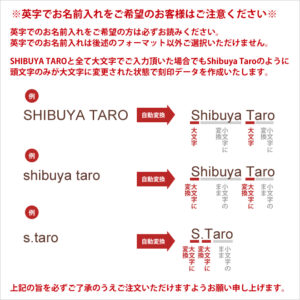 ※英字でお名前入れをご希望のお客様はご注意ください※
英字でのお名前入れをご希望の方は必ずお読みください。
英字でのお名前入れは後述のフォーマット以外ご選択いただけません。
SHIBUYA TAROと全て大文字でご入力頂いた場合でもShibuya Taroのように
頭文字のみが大文字に変更された状態で刻印データを作成いたします。
例
SHIBUYA TARO
自動変換
Shibuya Taro
大文字
小文字に変換
大文字
小文字に変換
例
shibuya taro
自動変換
Shibuya Taro
大文字に変換
小文字のまま
大文字に変換
小文字のまま
例
s.taro
自動変換
S.Taro
大文字に変換
大文字に変換
小文字のまま
上記の旨を必ずご了承のうえご注文いただきますようお願い申し上げます。